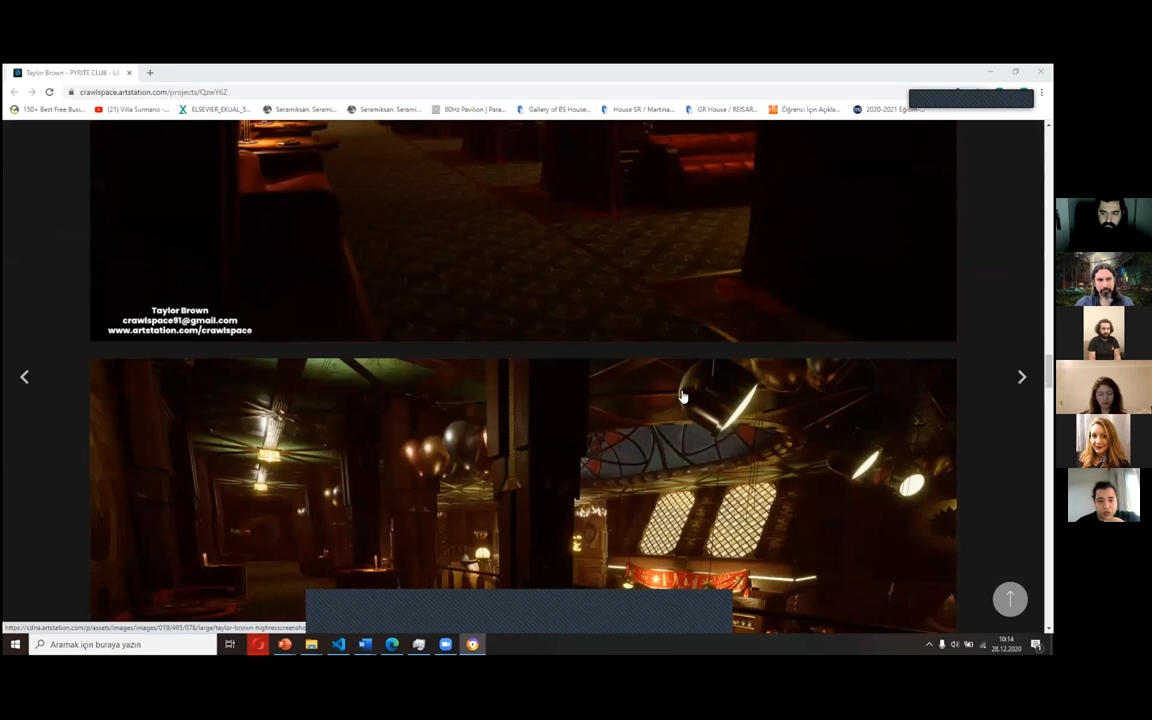 Taylor Brown - PYRITE CLUB - U
crawlspace.artstation.com/projects/QzwY6Z
150+ Best Free Busi...
(21) Villa Sunnano -...
ELSEVIER_EKUAL_S...
Seramiksan. Serami...
Seramiksan. Serami...
80Hz Pavilion | Para...
Gallery of BS House...
House SR / Martina...
GR House / REISAR...
Öğrenci İçin Açıkla...
2020-2021 Eğitim
Taylor Brown
crawlspace91@gmail.com
www.artstation.com/crawlspace
Aramak için buraya yazın
10:14
28.12.2020